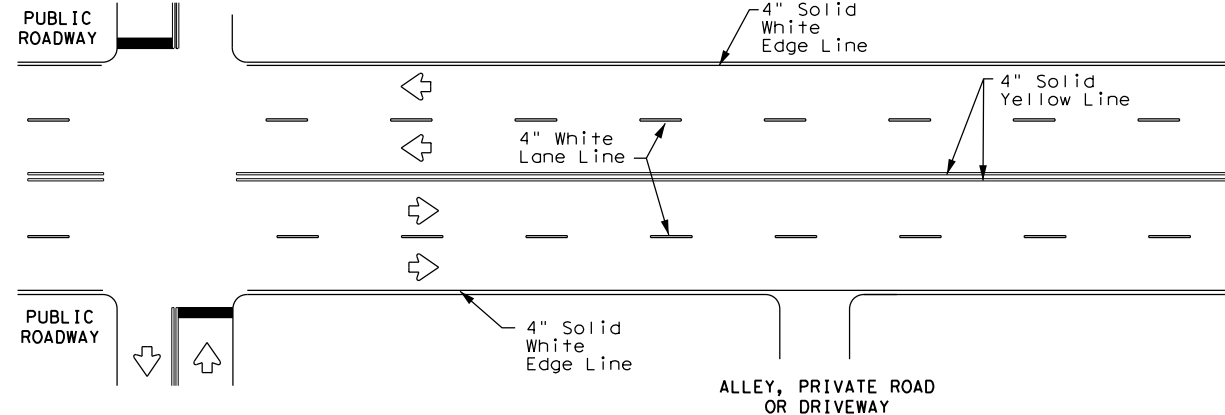 PUBLIC
ROADWAY
4" Solid
White
Edge Line
4" Solid
Yellow Line
4" White
Lane Line
PUBLIC
ROADWAY
4" Solid
White
Edge Line
ALLEY, PRIVATE ROAD
OR DRIVEWAY